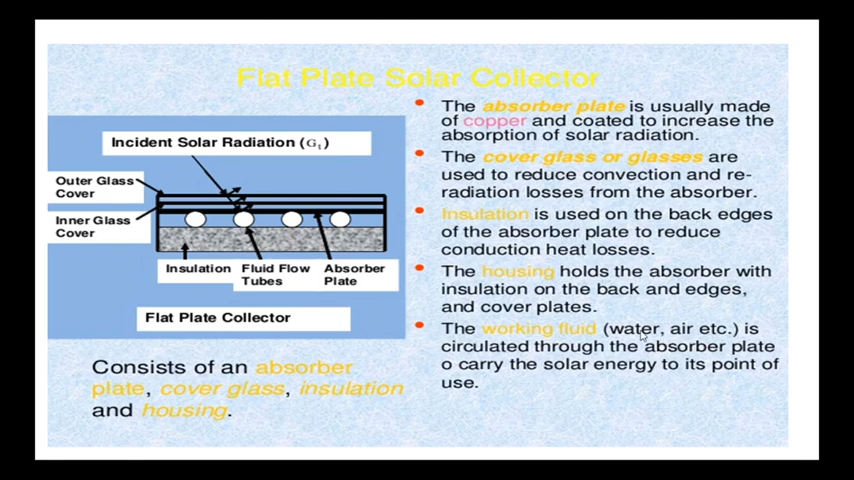 Flat Plate Solar Collector
Incident Solar Radiation (G₁)
Outer Glass
Cover
Inner Glass
Cover
Insulation
Fluid Flow
Tubes
Absorber
Plate
Flat Plate Collector
Consists of an absorber
plate, cover glass, insulation
and housing.
• The absorber plate is usually made
of copper and coated to increase the
absorption of solar radiation.
• The cover glass or glasses are
used to reduce convection and re-
radiation losses from the absorber.
• Insulation is used on the back edges
of the absorber plate to reduce
conduction heat losses.
• The housing holds the absorber with
insulation on the back and edges,
and cover plates.
• The working fluid (water, air etc.) is
circulated through the absorber plate
o carry the solar energy to its point of
use.